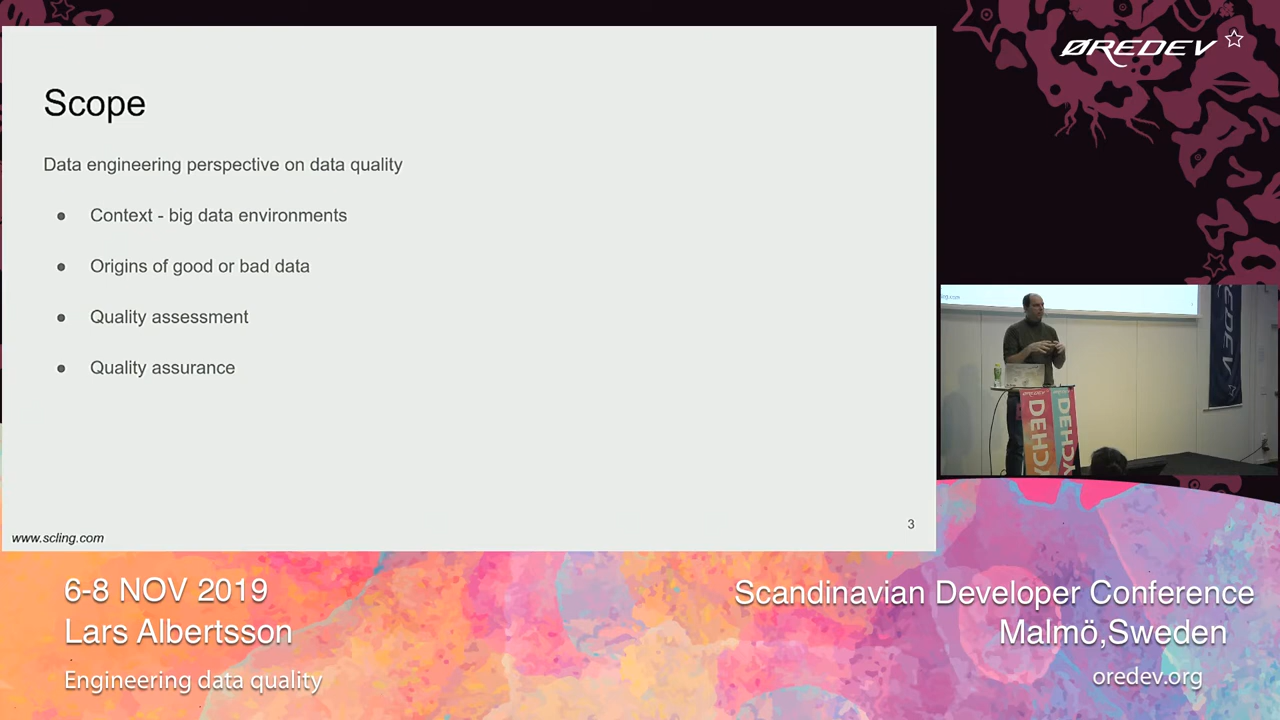 ØREDEV
Scope
Data engineering perspective on data quality
● Context - big data environments
● Origins of good or bad data
● Quality assessment
● Quality assurance
3
www.scling.com
6-8 NOV 2019
Lars Albertsson
Engineering data quality
Scandinavian Developer Conference
Malmö,Sweden
oredev.org